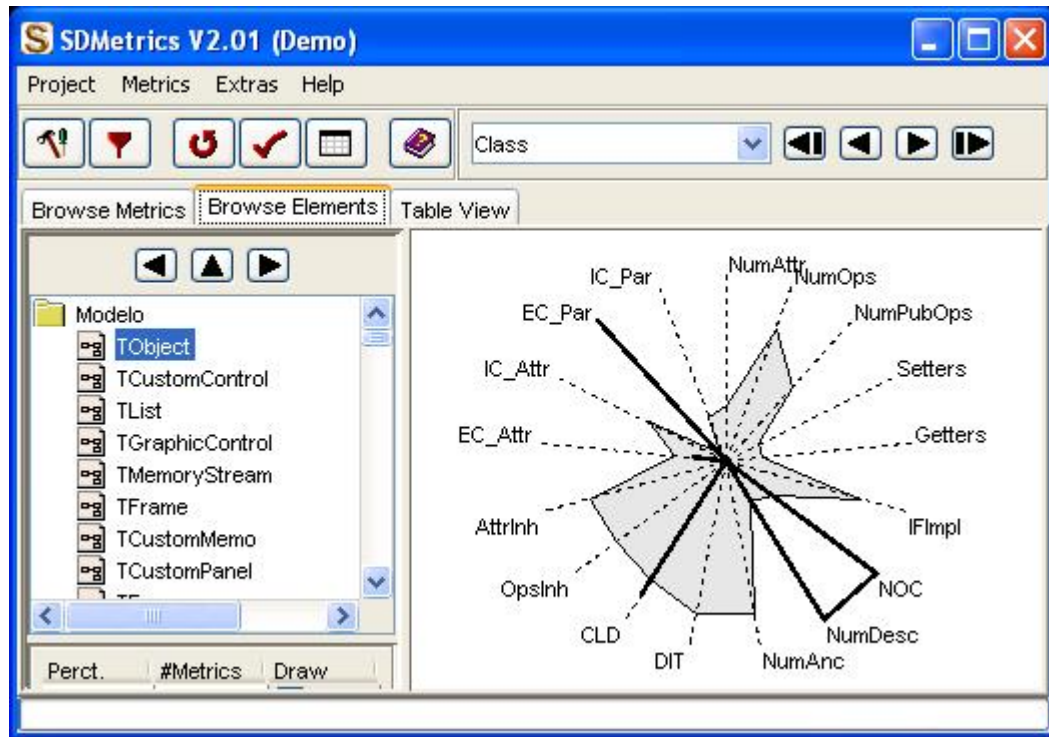 SDMetrics V2.01 (Demo)
Project Metrics Extras Help
Class
Browse Metrics Browse Elements Table View
Modelo
TObject
TCustomControl
TList
TGraphicControl
TMemoryStream
TFrame
TCustomMemo
TCustomPanel
Perct. #Metrics Draw
NumAttr
NumOps
IC_Par
EC_Par
NumPubOps
IC_Attr
Setters
EC_Attr
Getters
AttrInh
IFImpl
OpsInh
NOC
CLD
NumDesc
DIT
NumAnc